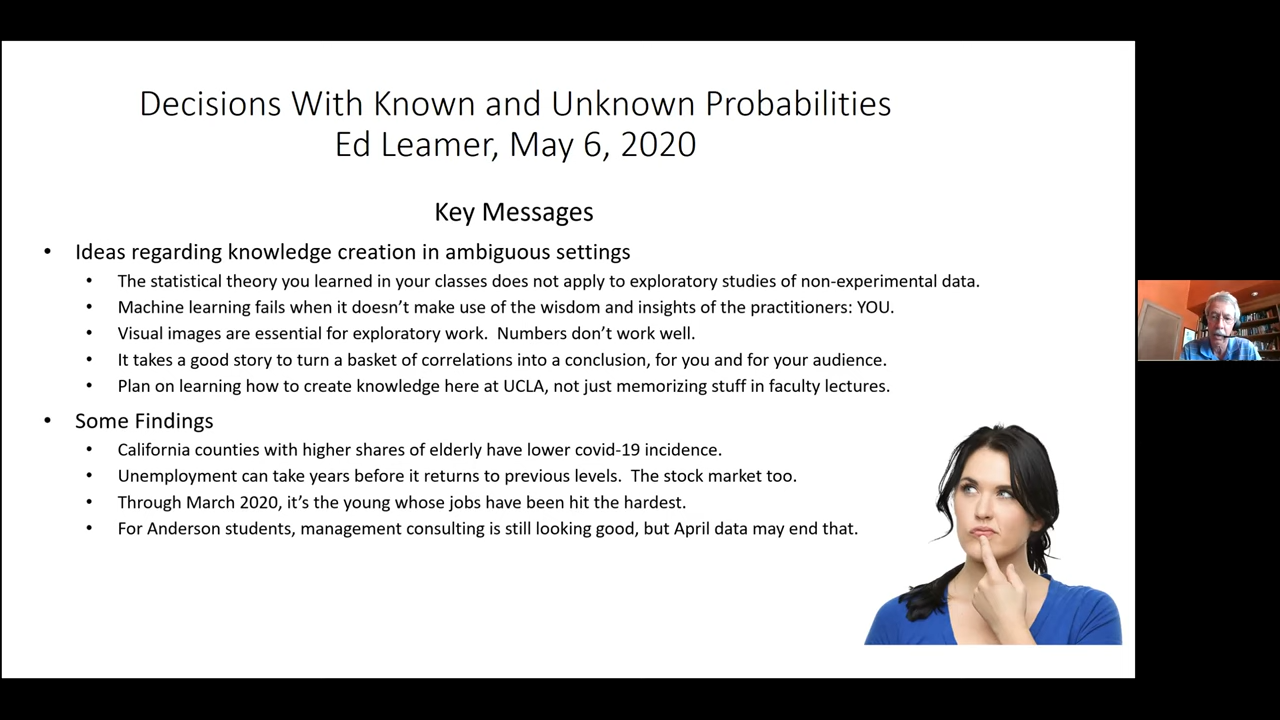 Decisions With Known and Unknown Probabilities
Ed Leamer, May 6, 2020
Key Messages
• Ideas regarding knowledge creation in ambiguous settings
• The statistical theory you learned in your classes does not apply to exploratory studies of non-experimental data.
• Machine learning fails when it doesn’t make use of the wisdom and insights of the practitioners: YOU.
• Visual images are essential for exploratory work.  Numbers don’t work well.
• It takes a good story to turn a basket of correlations into a conclusion, for you and for your audience.
• Plan on learning how to create knowledge here at UCLA, not just memorizing stuff in faculty lectures.
• Some Findings
• California counties with higher shares of elderly have lower covid-19 incidence.
• Unemployment can take years before it returns to previous levels.  The stock market too.
• Through March 2020, it’s the young whose jobs have been hit the hardest.
• For Anderson students, management consulting is still looking good, but April data may end that.